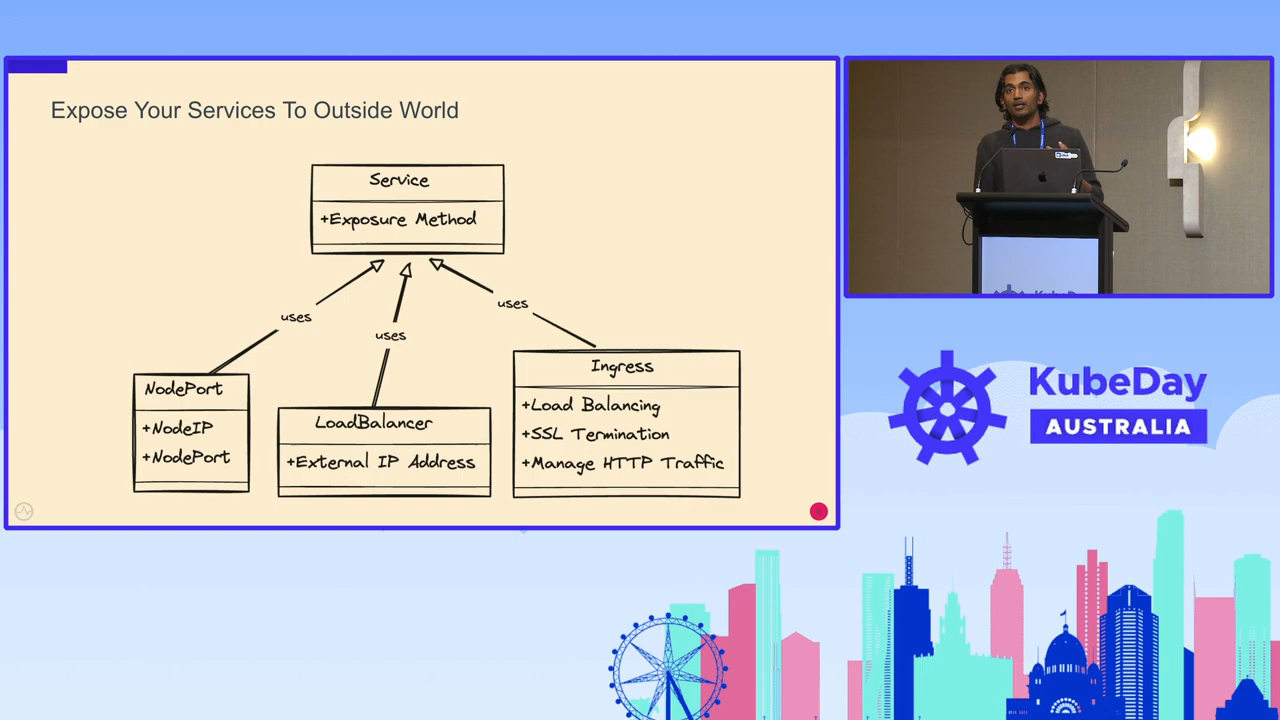 Expose Your Services To Outside World
Service
+Exposure Method
uses
uses
uses
NodePort
+NodeIP
+NodePort
LoadBalancer
+External IP Address
Ingress
+Load Balancing
+SSL Termination
+Manage HTTP Traffic
KubeDay
AUSTRALIA